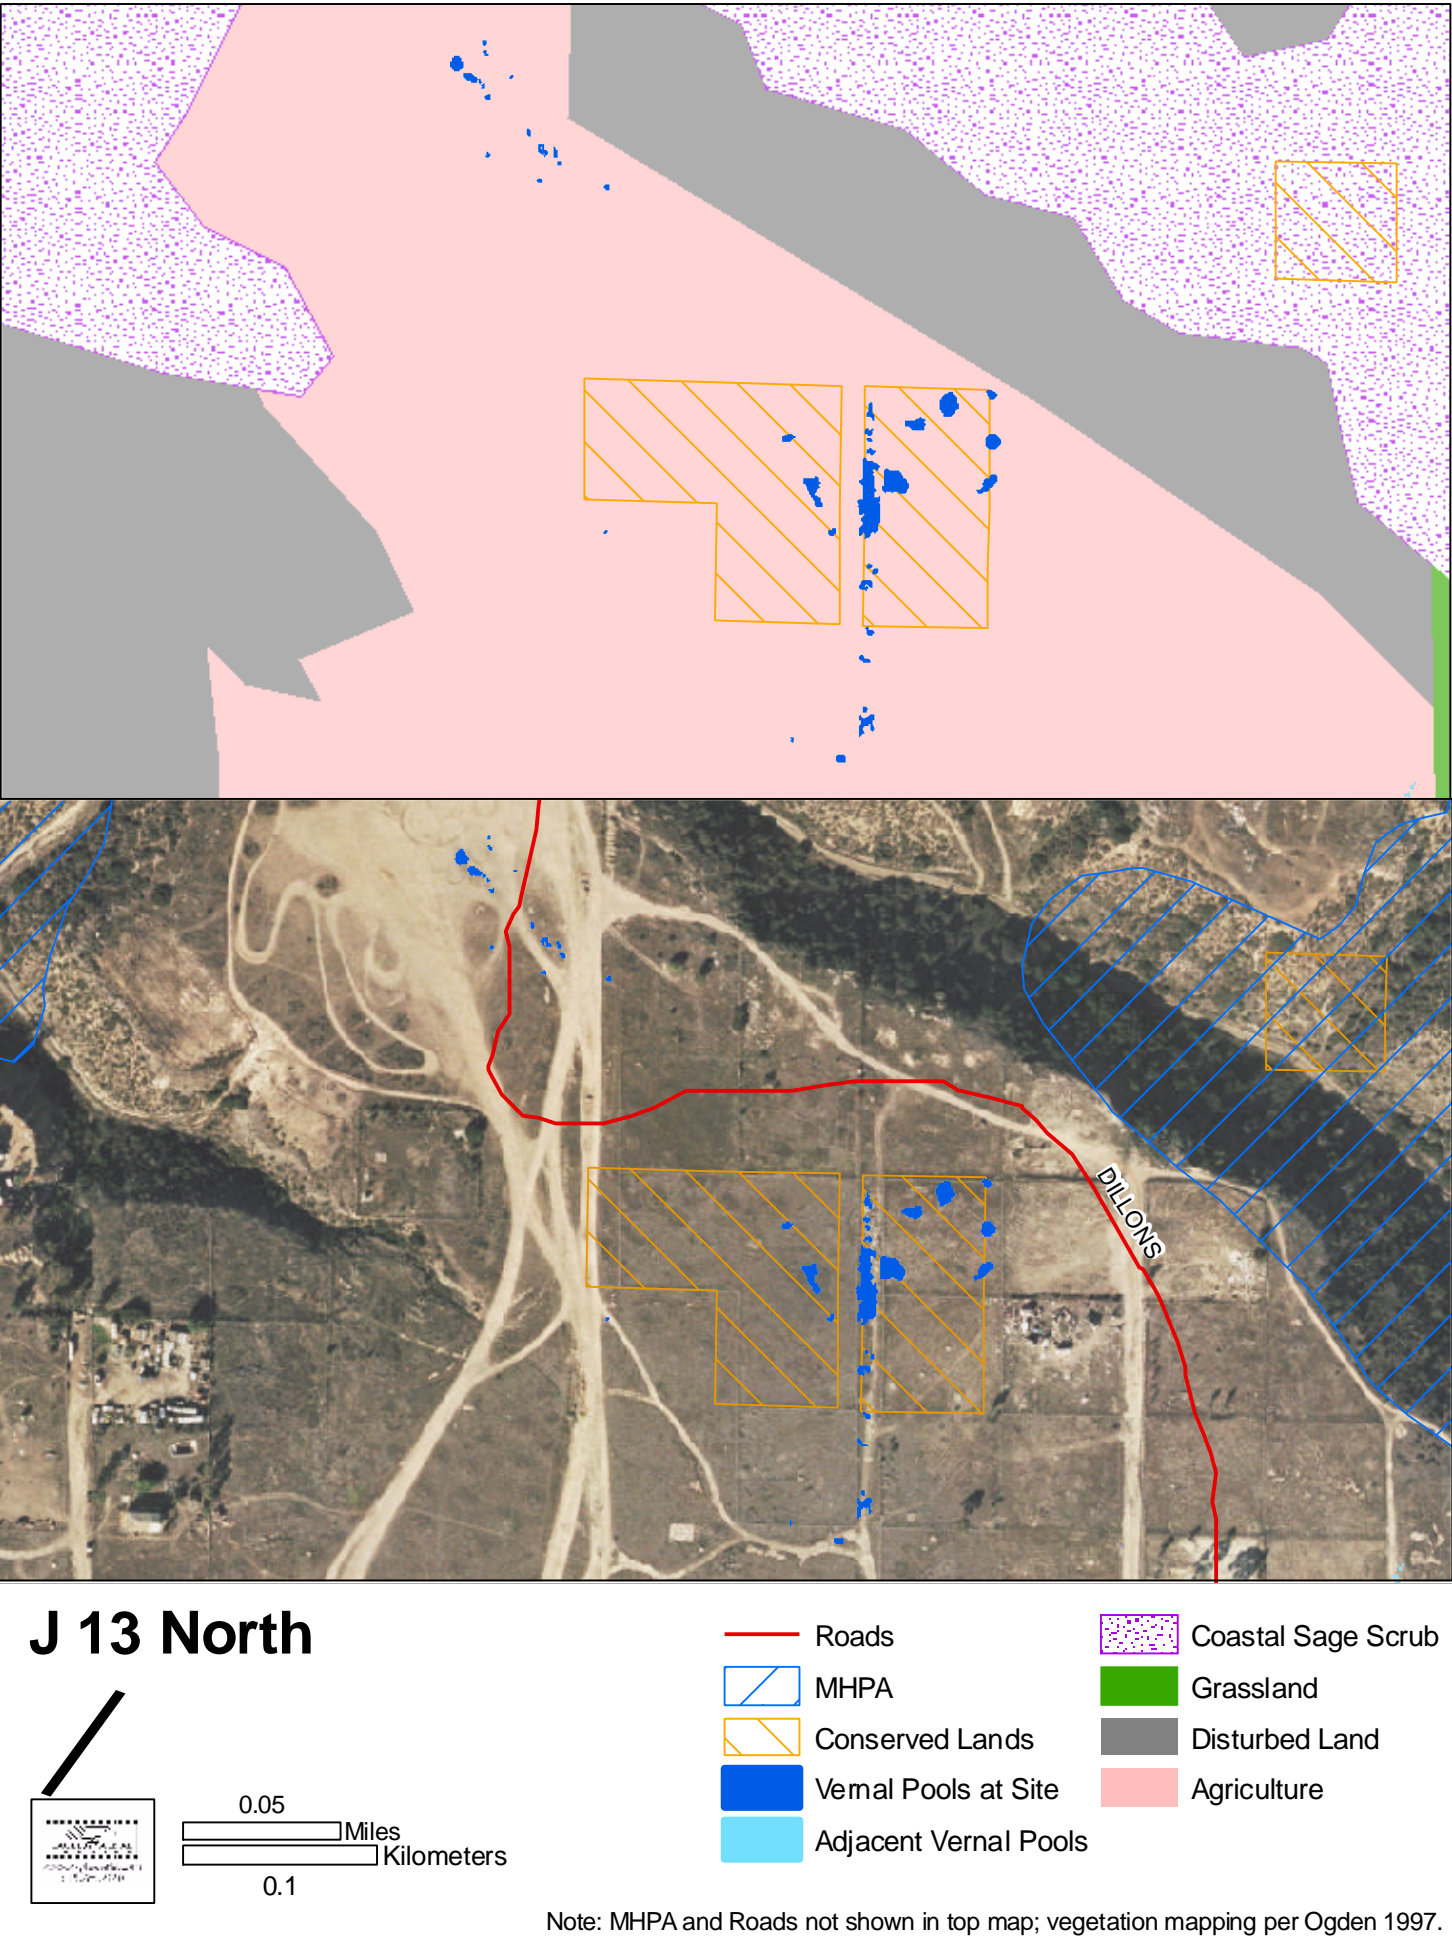 DILLONS
J 13 North
0.05
Miles
Kilometers
0.1
Roads
MHPA
Conserved Lands
Vernal Pools at Site
Adjacent Vernal Pools
Coastal Sage Scrub
Grassland
Disturbed Land
Agriculture
Note: MHPA and Roads not shown in top map; vegetation mapping per Ogden 1997.